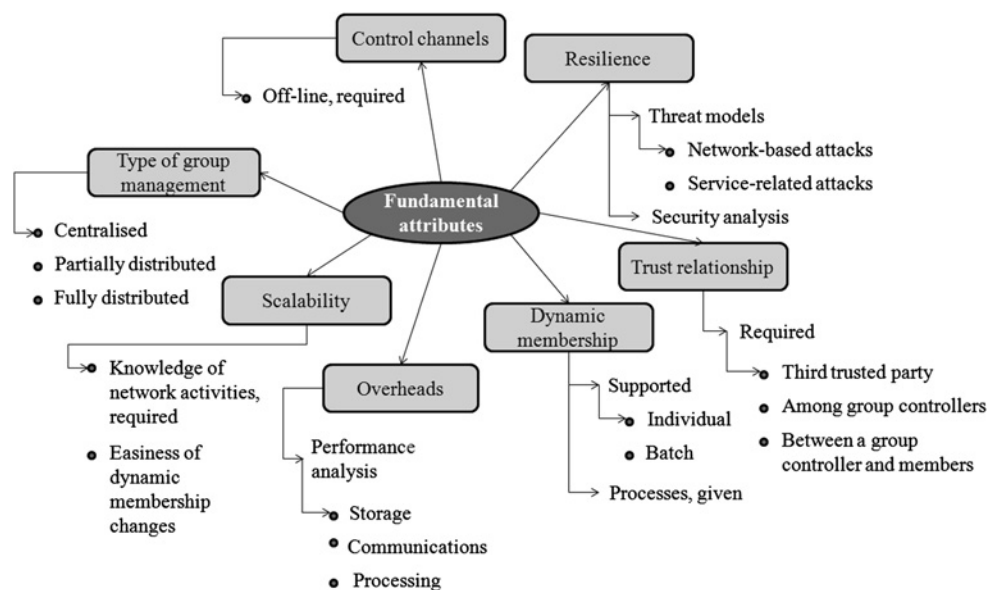 Control channels
Off-line, required
Resilience
Threat models
Network-based attacks
Service-related attacks
Security analysis
Type of group
management
Centralised
Partially distributed
Fully distributed
Fundamental
attributes
Trust relationship
Required
Third trusted party
Among group controllers
Between a group
controller and members
Scalability
Knowledge of
network activities,
required
Easiness of
dynamic
membership
changes
Overheads
Performance
analysis
Storage
Communications
Processing
Dynamic
membership
Supported
Individual
Batch
Processes, given